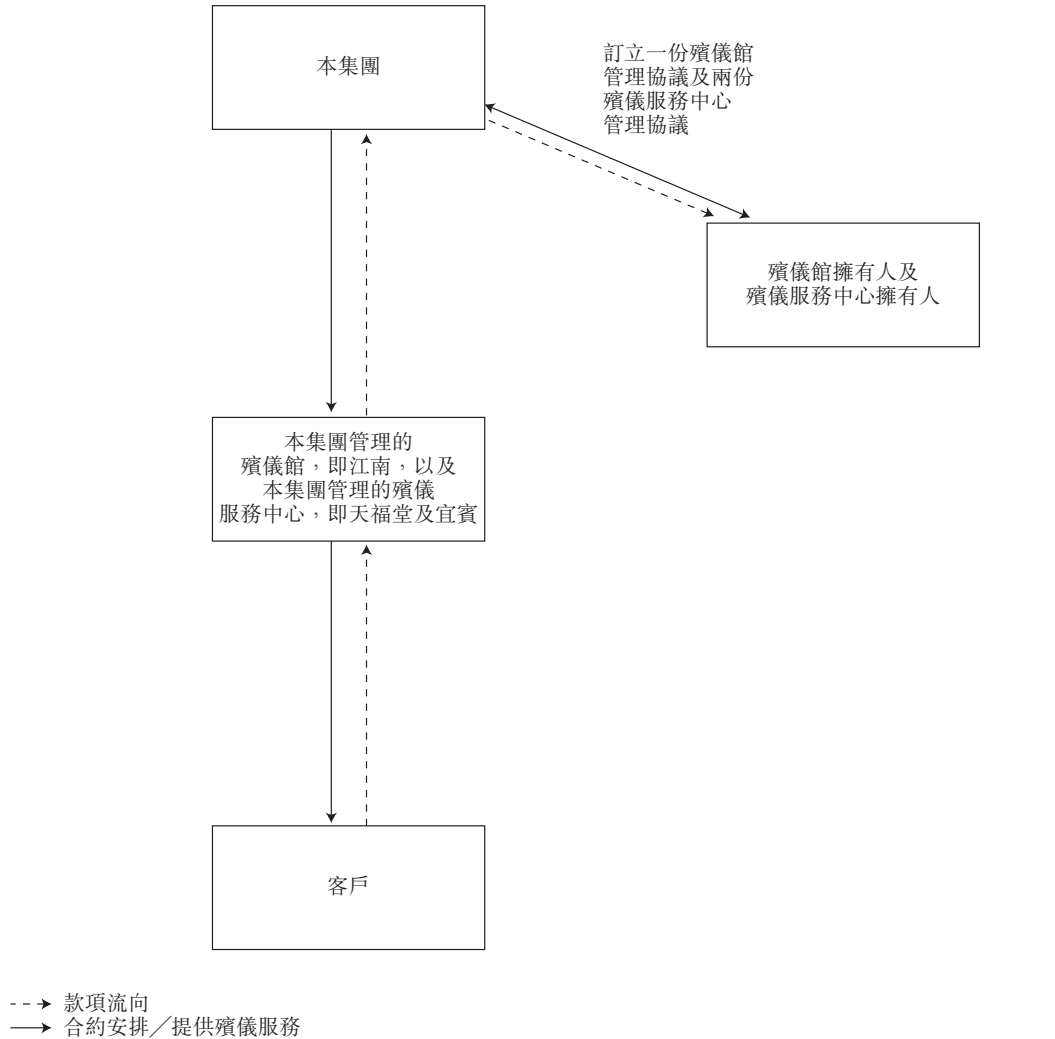 本集團
訂立一份殯儀館
管理協議及兩份
殯儀服務中心
管理協議
殯儀館擁有人及
殯儀服務中心擁有人
本集團管理的
殯儀館，即江南，以及
本集團管理的殯儀
服務中心，即天福堂及宜賓
客戶
款項流向
合約安排╱提供殯儀服務